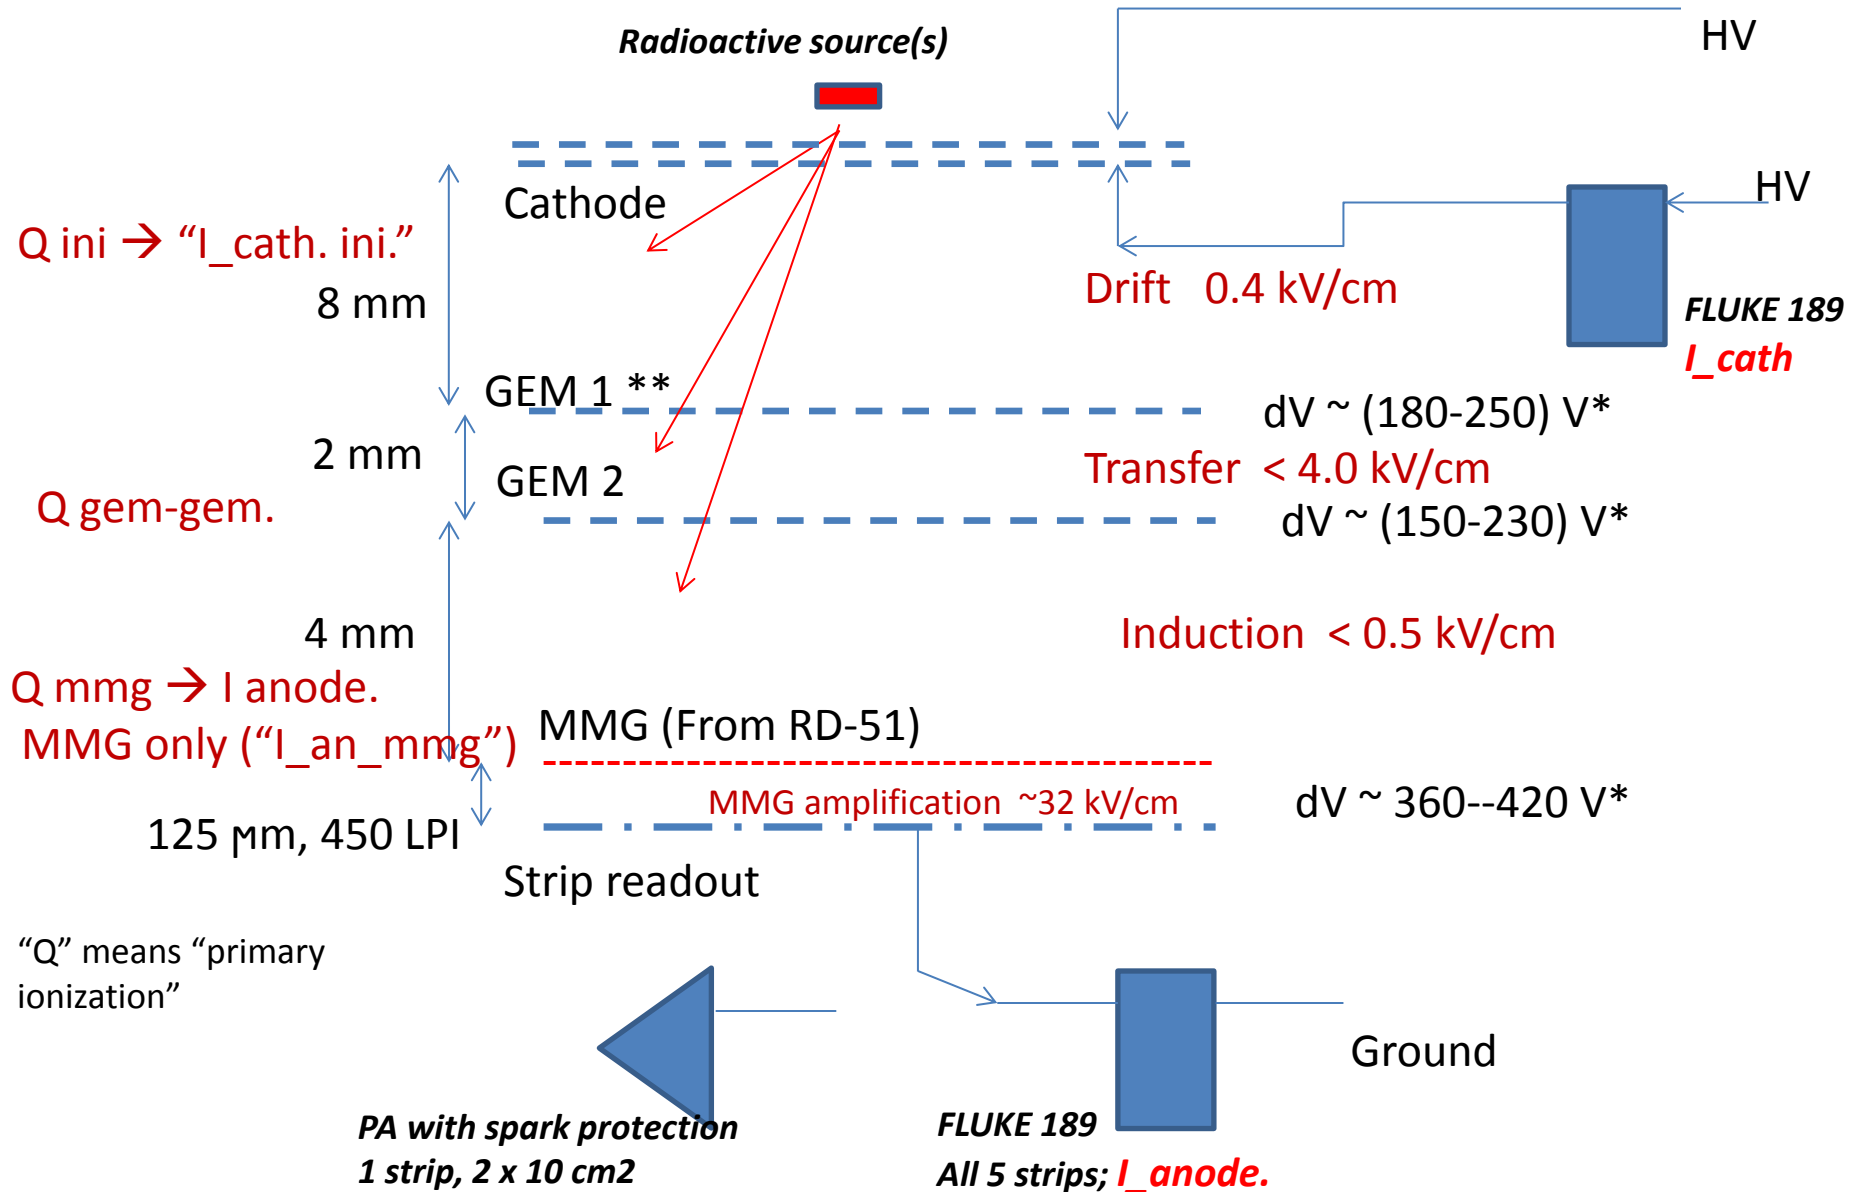 Radioactive source(s)
HV
Cathode
HV
Q ini → “I_cath. ini.”
8 mm
Drift   0.4 kV/cm
FLUKE 189
I_cath
GEM 1 **
dV ~ (180-250) V*
2 mm
GEM 2
Transfer  < 4.0 kV/cm
Q gem-gem.
dV ~ (150-230) V*
4 mm
Induction  < 0.5 kV/cm
Q mmg → I anode.
MMG only (“I_an_mmg”)
MMG (From RD-51)
MMG amplification  ~32 kV/cm
dV ~ 360--420 V*
125 ϻm, 450 LPI
Strip readout
“Q” means “primary
ionization”
Ground
PA with spark protection
1 strip, 2 x 10 cm2
FLUKE 189
All 5 strips; I_anode.